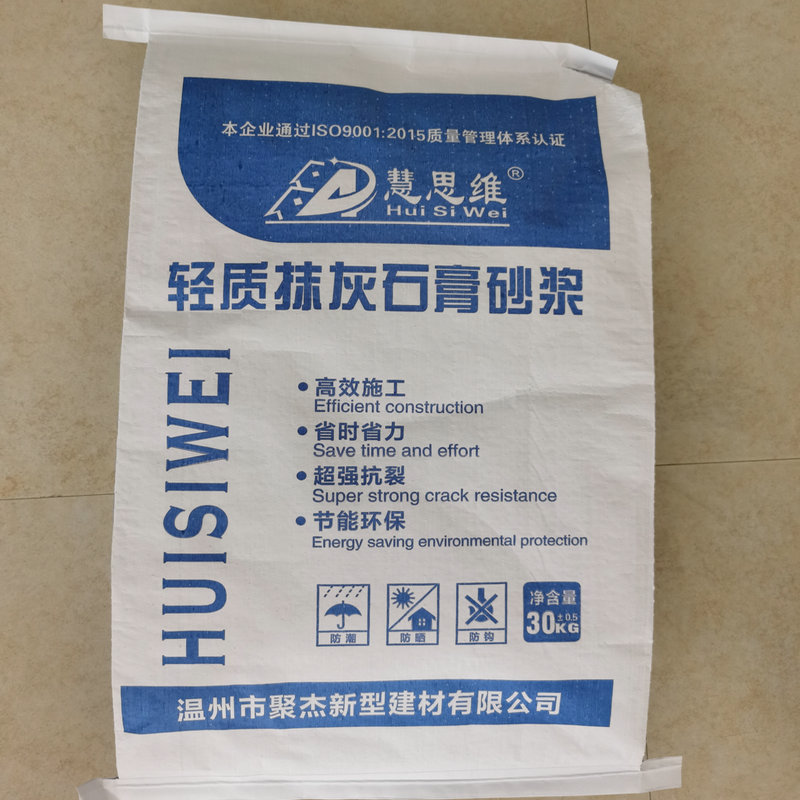 本企业通过ISO9001:2015质量管理体系认证
慧思维®
Hui Si Wei
轻质抹灰石膏砂浆
HUISIWEI
• 高效施工
Efficient construction
• 省时省力
Save time and effort
• 超强抗裂
Super strong crack resistance
• 节能环保
Energy saving environmental protection
防潮
防晒
防钩
净含量
30±0.5KG
温州市聚杰新型建材有限公司